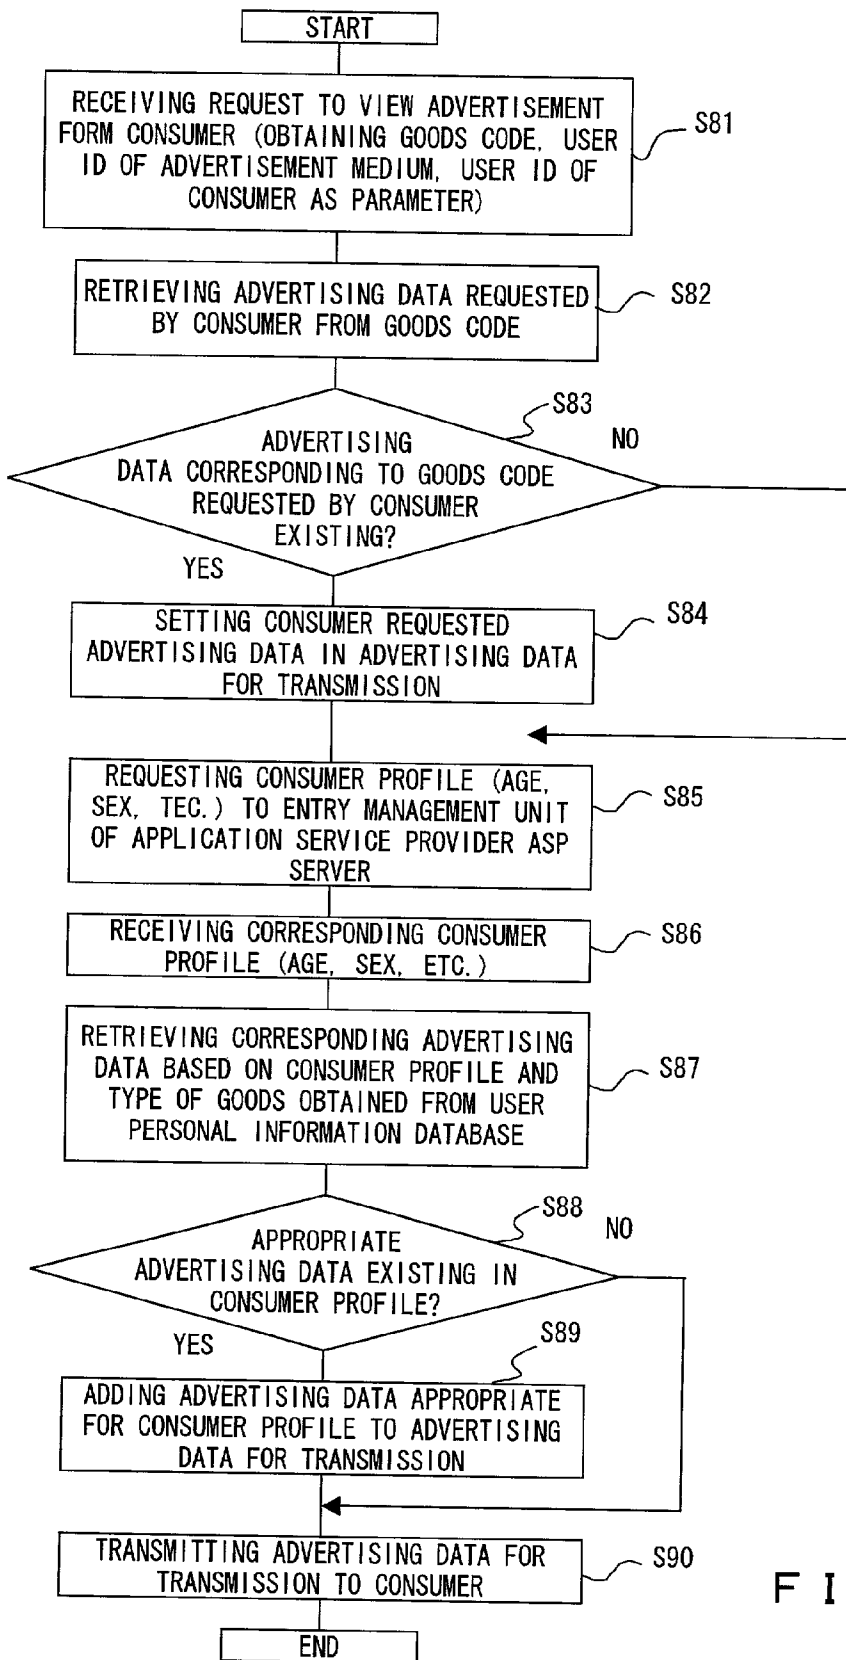 START
RECEIVING REQUEST TO VIEW ADVERTISEMENT
FORM CONSUMER (OBTAINING GOODS CODE, USER
ID OF ADVERTISEMENT MEDIUM, USER ID OF
CONSUMER AS PARAMETER)
S81
RETRIEVING ADVERTISING DATA REQUESTED
BY CONSUMER FROM GOODS CODE
S82
S83
NO
ADVERTISING
DATA CORRESPONDING TO GOODS CODE
REQUESTED BY CONSUMER
EXISTING?
YES
SETTING CONSUMER REQUESTED
ADVERTISING DATA IN ADVERTISING DATA
FOR TRANSMISSION
S84
REQUESTING CONSUMER PROFILE (AGE,
SEX, TEC.) TO ENTRY MANAGEMENT UNIT
OF APPLICATION SERVICE PROVIDER ASP
SERVER
S85
RECEIVING CORRESPONDING CONSUMER
PROFILE (AGE, SEX, ETC.)
S86
RETRIEVING CORRESPONDING ADVERTISING
DATA BASED ON CONSUMER PROFILE AND
TYPE OF GOODS OBTAINED FROM USER
PERSONAL INFORMATION DATABASE
S87
S88
NO
APPROPRIATE
ADVERTISING DATA EXISTING IN
CONSUMER PROFILE?
YES
S89
ADDING ADVERTISING DATA APPROPRIATE
FOR CONSUMER PROFILE TO ADVERTISING
DATA FOR TRANSMISSION
TRANSMITTING ADVERTISING DATA FOR
TRANSMISSION TO CONSUMER
S90
F I
END